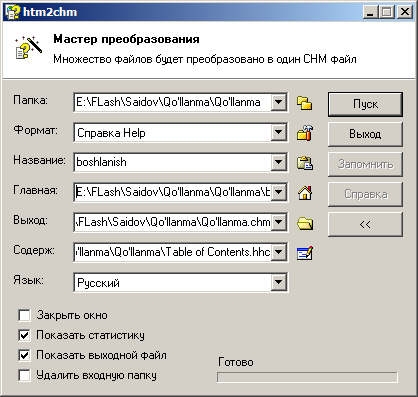 htm2chm
Мастер преобразования
Множество файлов будет преобразовано в один CHM файл
Папка: E:\FLash\Saidov\Qo'llanma\Qo'llanma
Пуск
Формат: Справка Help
Выход
Название: boshlanish
Запомнить
Главная: E:\FLash\Saidov\Qo'llanma\Qo'llanma\b
Справка
Выход: \FLash\Saidov\Qo'llanma\Qo'llanma.chm
<<
Содерж: 'llanma\Qo'llanma\Table of Contents.hhc
Язык: Русский
Закрыть окно
Показать статистику
Показать выходной файл
Удалить входную папку
Готово